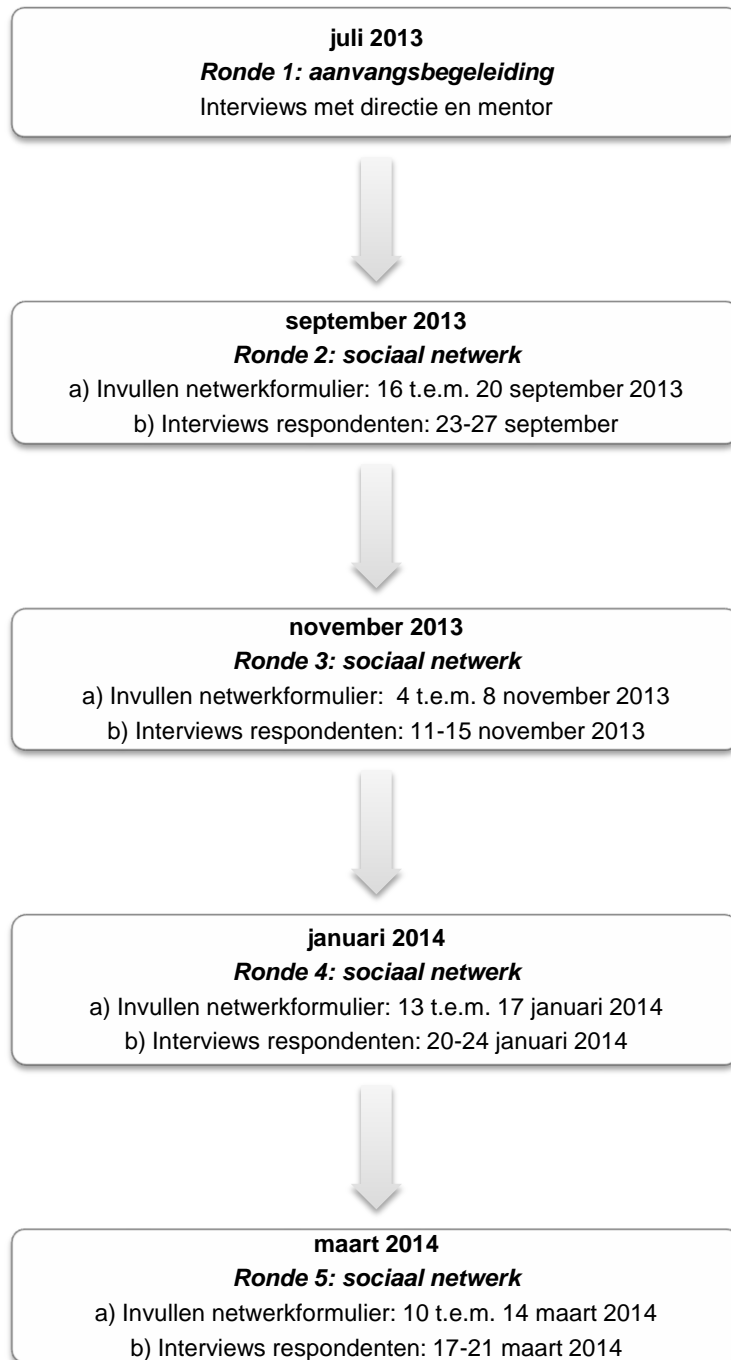 juli 2013
Ronde 1: aanvangsbegeleiding
Interviews met directie en mentor
september 2013
Ronde 2: sociaal netwerk
a) Invullen netwerkformulier: 16 t.e.m. 20 september 2013
b) Interviews respondenten: 23-27 september
november 2013
Ronde 3: sociaal netwerk
a) Invullen netwerkformulier:  4 t.e.m. 8 november 2013
b) Interviews respondenten: 11-15 november 2013
januari 2014
Ronde 4: sociaal netwerk
a) Invullen netwerkformulier: 13 t.e.m. 17 januari 2014
b) Interviews respondenten: 20-24 januari 2014
maart 2014
Ronde 5: sociaal netwerk
a) Invullen netwerkformulier: 10 t.e.m. 14 maart 2014
b) Interviews respondenten: 17-21 maart 2014